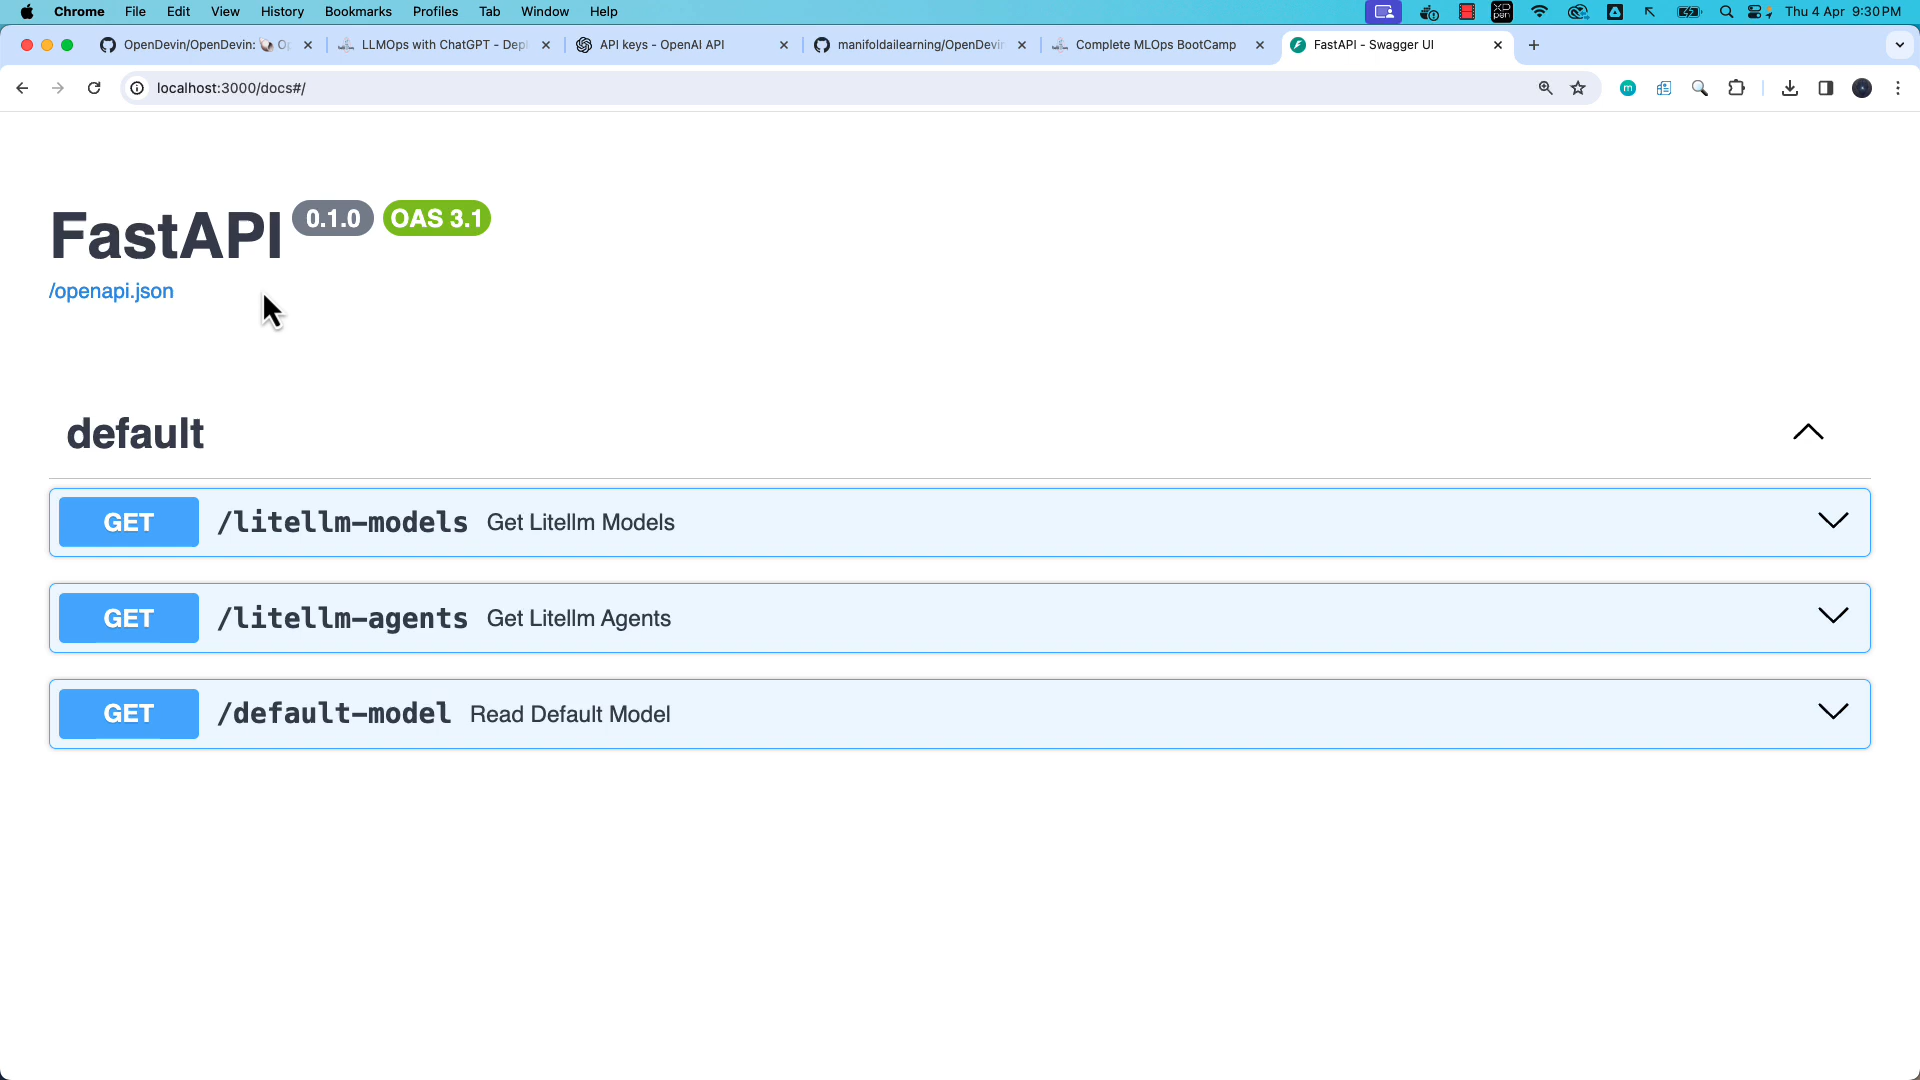 Chrome File Edit View History Bookmarks Profiles Tab Window Help Thu 4 Apr 9:30 PM
OpenDevin/OpenDevin: LLMOps with ChatGPT - Depl API keys - OpenAI API manifoldailearning/OpenDevin Complete MLOps BootCamp FastAPI - Swagger UI
localhost:3000/docs#/
FastAPI 0.1.0 OAS 3.1
/openapi.json
default
GET /litellm-models Get Litellm Models
GET /litellm-agents Get Litellm Agents
GET /default-model Read Default Model